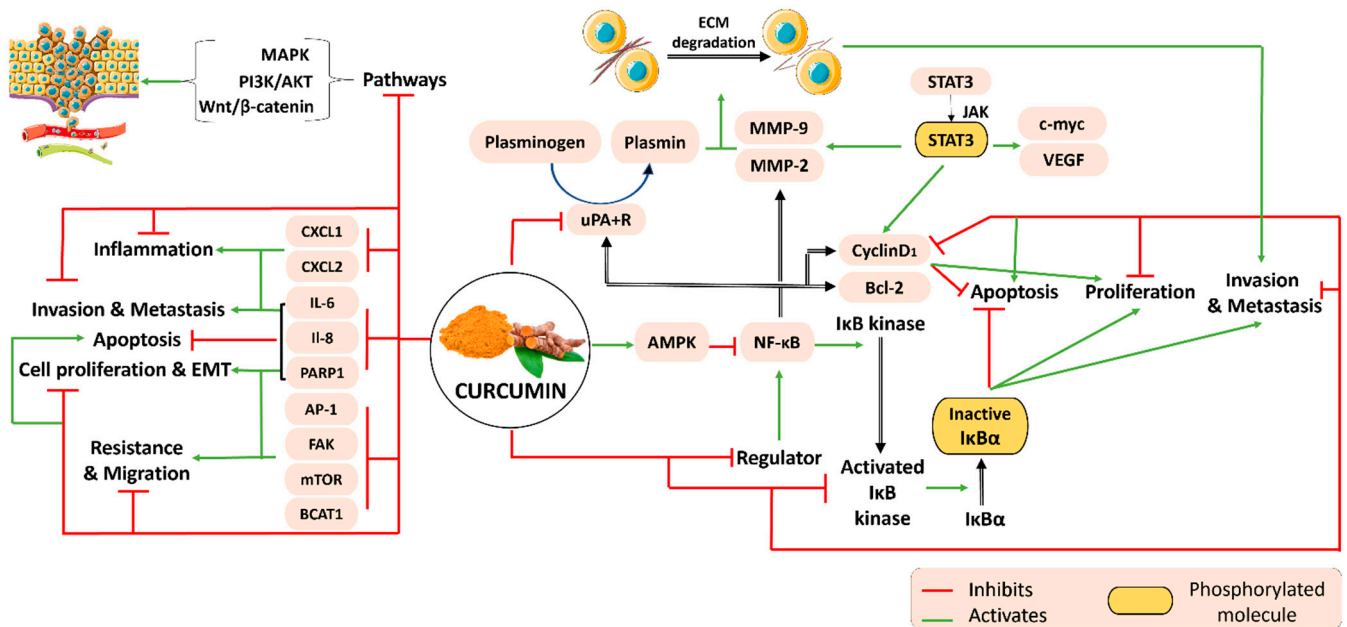 MAPK
PI3K/AKT
Wnt/β-catenin
Pathways
ECM
degradation
STAT3
JAK
STAT3
c-myc
VEGF
Plasminogen
Plasmin
MMP-9
MMP-2
uPA+R
Inflammation
Invasion & Metastasis
Apoptosis
Cell proliferation & EMT
Resistance
& Migration
CXCL1
CXCL2
IL-6
Il-8
PARP1
AP-1
FAK
mTOR
BCAT1
CURCUMIN
AMPK
NF-κB
CyclinD1
Bcl-2
IκB kinase
Apoptosis
Proliferation
Invasion
& Metastasis
Regulator
Activated
IκB
kinase
Inactive
IκBα
IκBα
Inhibits
Activates
Phosphorylated
molecule